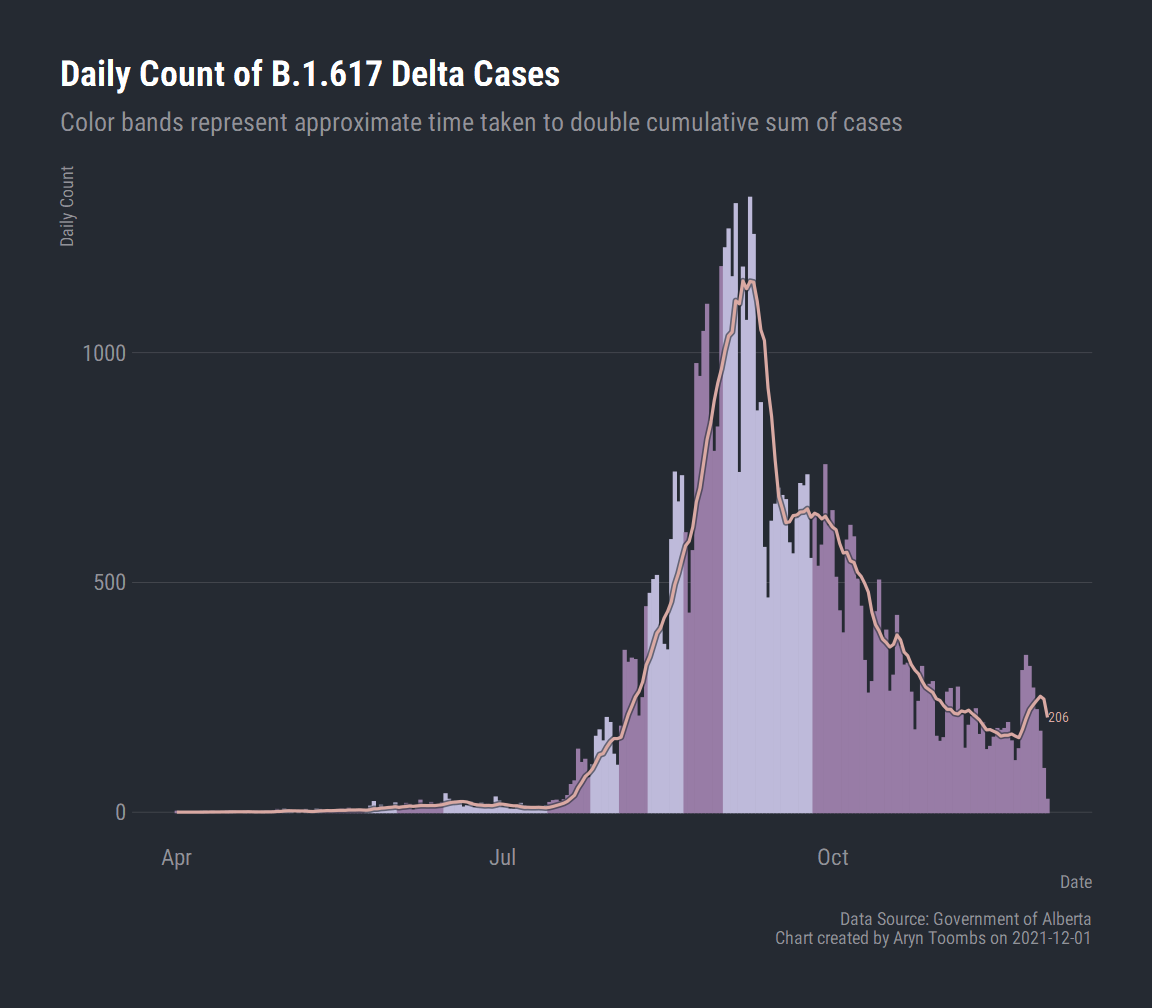 Daily Count of B.1.617 Delta Cases
Color bands represent approximate time taken to double cumulative sum of cases
Daily Count
1000
500
0
206
Apr
Jul
Oct
Date
Data Source: Government of Alberta
Chart created by Aryn Toombs on 2021-12-01